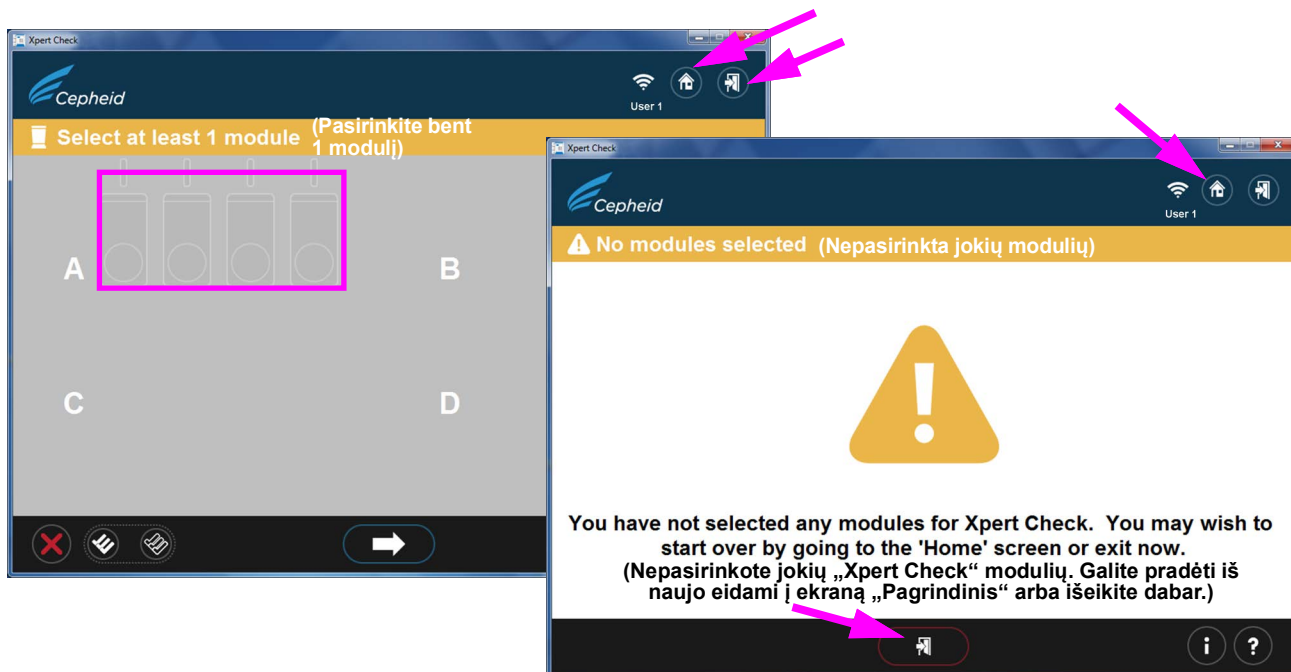 Xpert Check
Cepheid
User 1
Select at least 1 module (Pasirinkite bent
1 modulį)
A
B
C
D
Xpert Check
Cepheid
User 1
No modules selected (Nepasirinkta jokių modulių)
You have not selected any modules for Xpert Check. You may wish to
start over by going to the 'Home' screen or exit now.
(Nepasirinkote jokių „Xpert Check“ modulių. Galite pradėti iš
naujo eidami į ekraną „Pagrindinis“ arba išeikite dabar.)
i ?